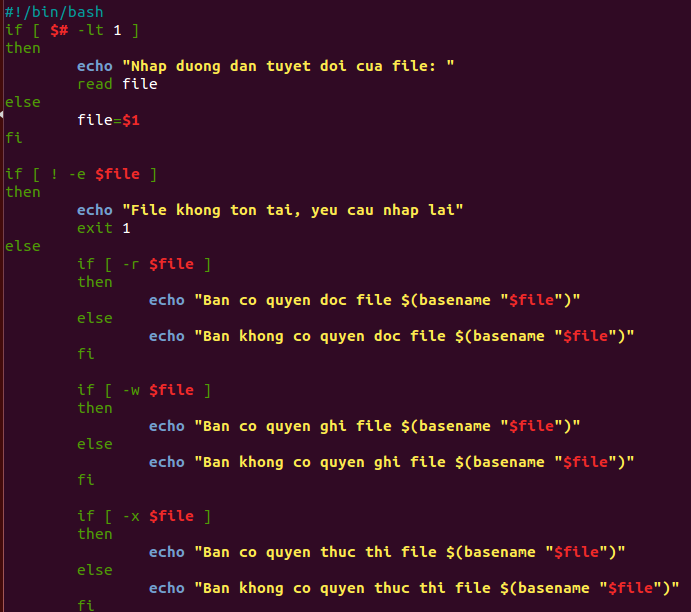 #!/bin/bash
if [ $# -lt 1 ]
then
        echo "Nhap duong dan tuyet doi cua file: "
        read file
else
        file=$1
fi

if [ ! -e $file ]
then
        echo "File khong ton tai, yeu cau nhap lai"
        exit 1
else
        if [ -r $file ]
        then
                echo "Ban co quyen doc file $(basename "$file")"
        else
                echo "Ban khong co quyen doc file $(basename "$file")"
        fi

        if [ -w $file ]
        then
                echo "Ban co quyen ghi file $(basename "$file")"
        else
                echo "Ban khong co quyen ghi file $(basename "$file")"
        fi

        if [ -x $file ]
        then
                echo "Ban co quyen thuc thi file $(basename "$file")"
        else
                echo "Ban khong co quyen thuc thi file $(basename "$file")"
        fi